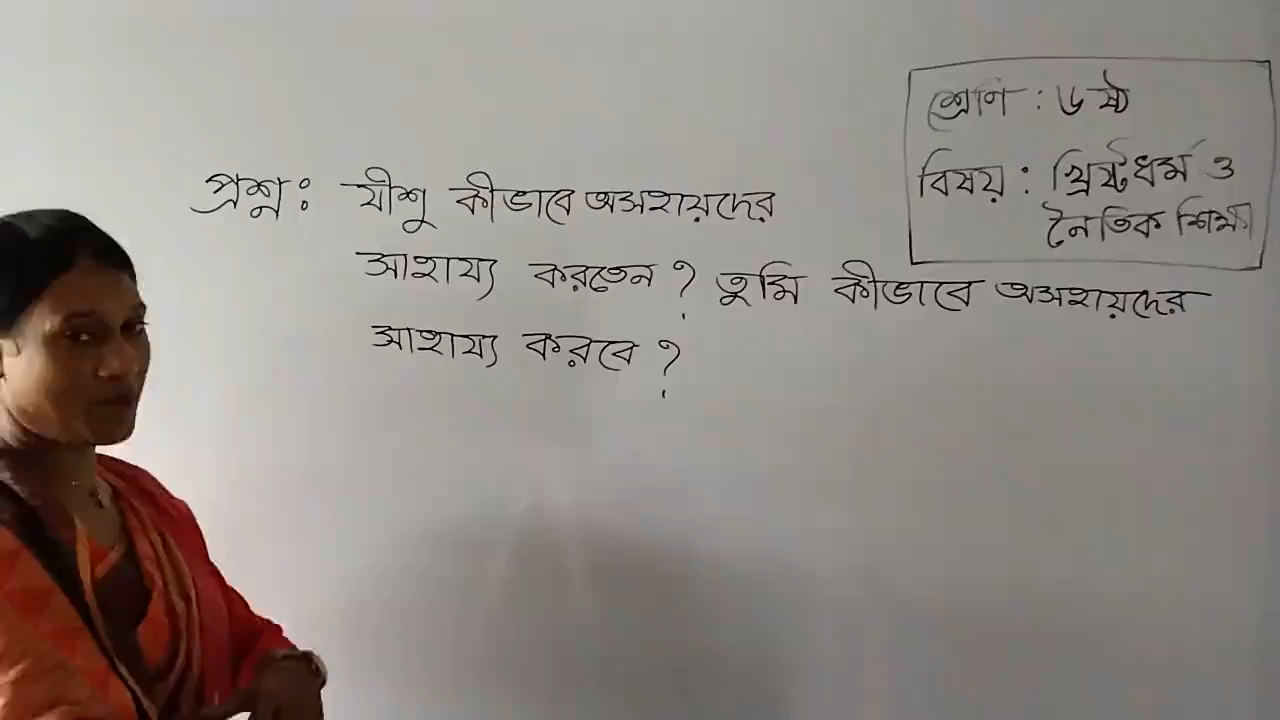 শ্রেণি : ৬ষ্ঠ
বিষয় : খ্রিষ্টধর্ম ও
নৈতিক শিক্ষা
প্রশ্ন : যীশু কীভাবে অসহায়দের
সাহায্য করতেন ? তুমি কীভাবে অসহায়দের
সাহায্য করবে ?